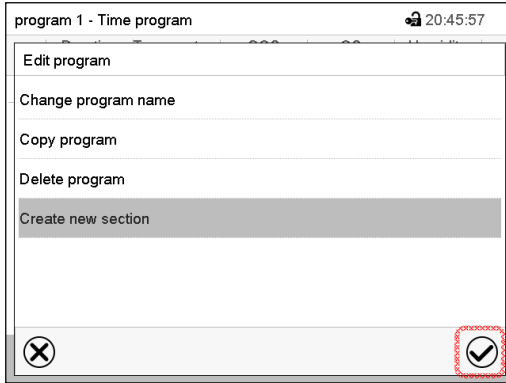 program 1 - Time program 20:45:57
Edit program
Change program name
Copy program
Delete program
Create new section